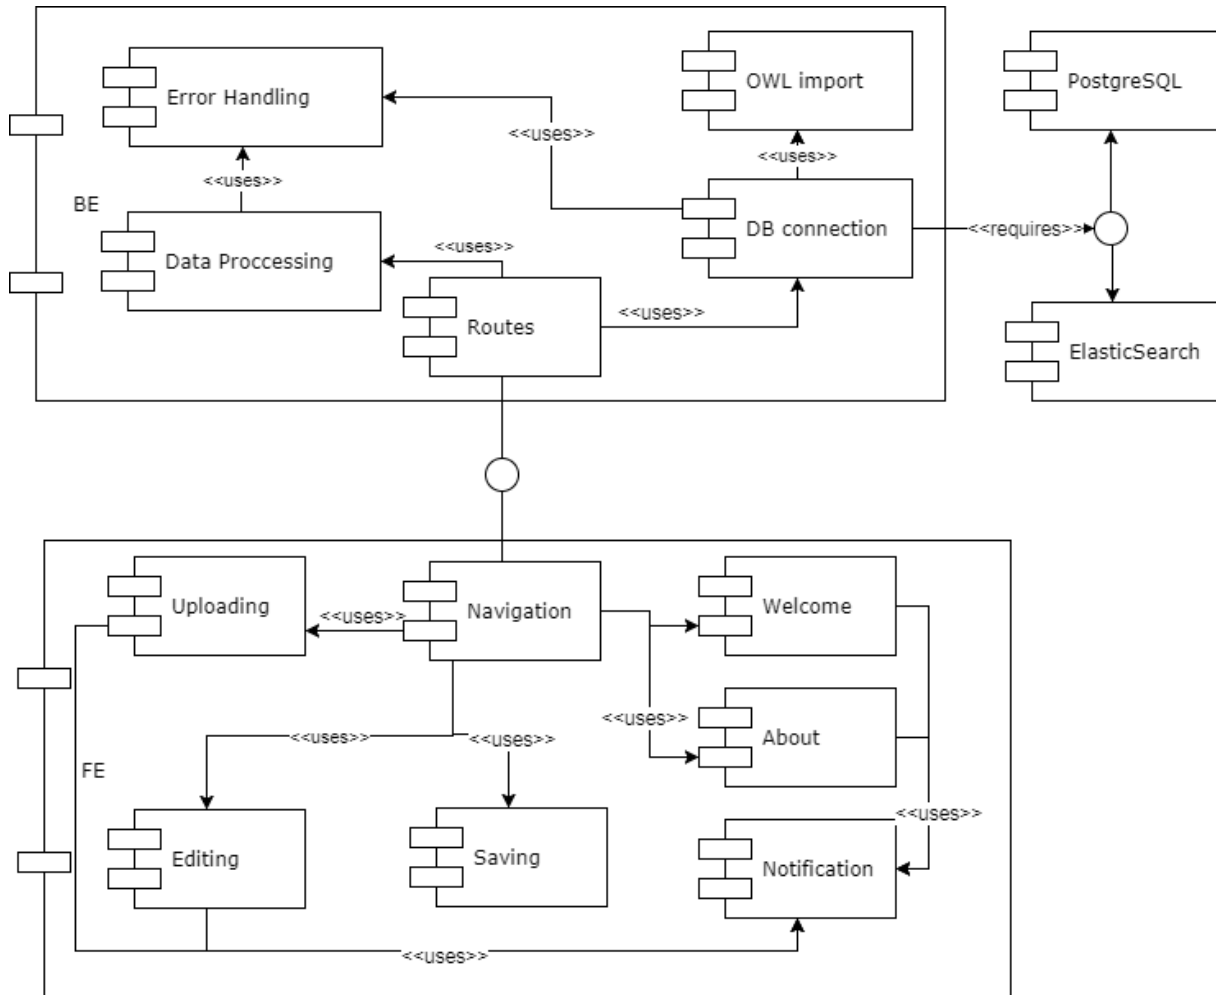 OWL import
PostgreSQL
Error Handling
<<uses>>
<<uses>>
<<uses>>
BE
DB connection
<<requires>>
<<uses>>
Data Proccessing
<<uses>>
Routes
ElasticSearch
Uploading
<<uses>>
Navigation
Welcome
<<uses>>
<<uses>>
<<uses>>
About
FE
<<uses>>
Editing
Saving
Notification
<<uses>>